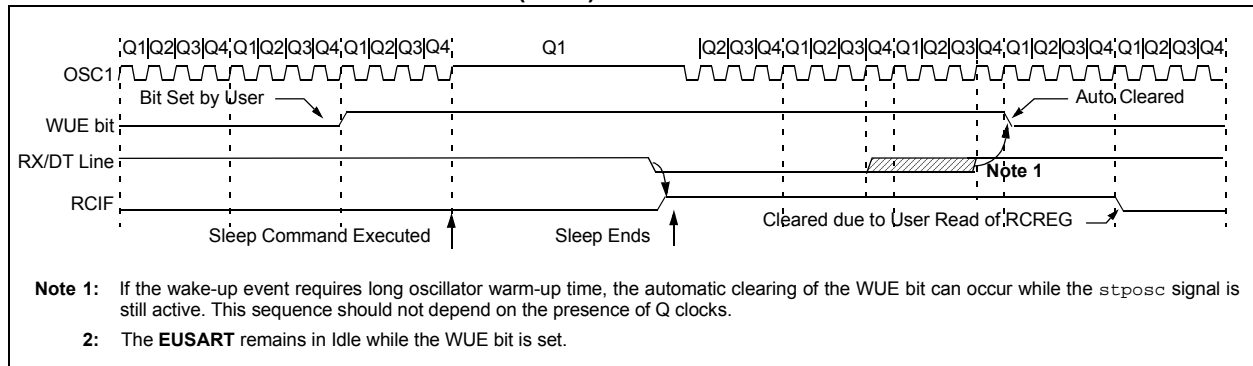 Q1|Q2|Q3|Q4|Q1|Q2|Q3|Q4|Q1|Q2|Q3|Q4 Q1 |Q2|Q3|Q4|Q1|Q2|Q3|Q4|Q1|Q2|Q3|Q4|Q1|Q2|Q3|Q4|Q1|Q2|Q3|Q4
OSC1
Bit Set by User Auto Cleared
WUE bit
RX/DT Line
Note 1
RCIF
Cleared due to User Read of RCREG
Sleep Command Executed Sleep Ends
Note 1: If the wake-up event requires long oscillator warm-up time, the automatic clearing of the WUE bit can occur while the stposc signal is
still active. This sequence should not depend on the presence of Q clocks.
2: The EUSART remains in Idle while the WUE bit is set.